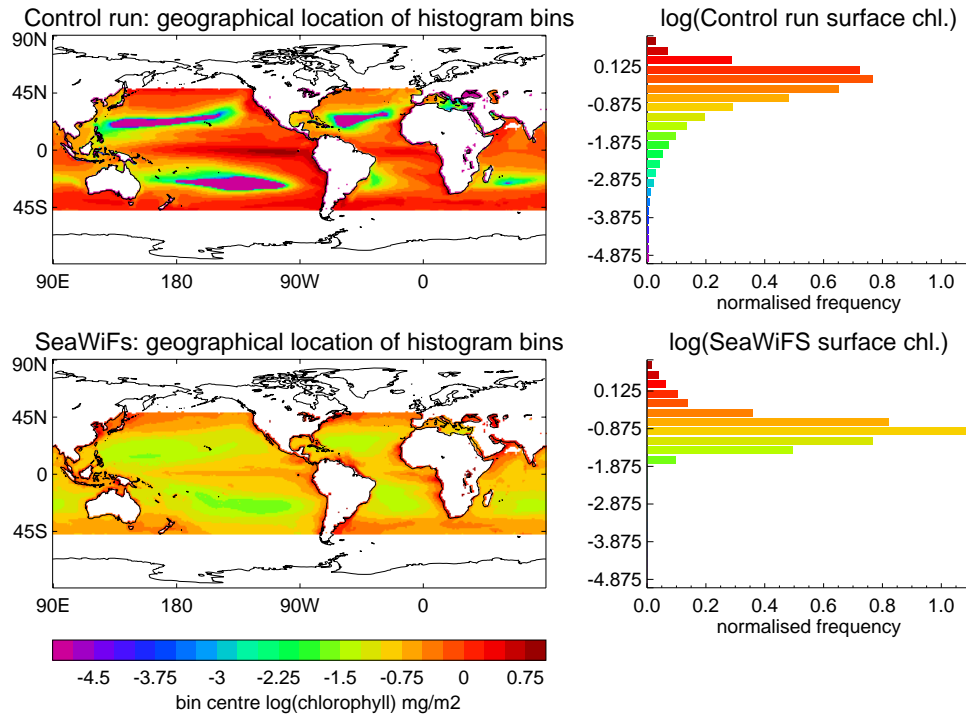 Control run: geographical location of histogram bins
90N
45N
0
45S
90E 180 90W 0
log(Control run surface chl.)
0.125
-0.875
-1.875
-2.875
-3.875
-4.875
0.0 0.2 0.4 0.6 0.8 1.0
normalised frequency
SeaWiFs: geographical location of histogram bins
90N
45N
0
45S
90E 180 90W 0
log(SeaWiFS surface chl.)
0.125
-0.875
-1.875
-2.875
-3.875
-4.875
0.0 0.2 0.4 0.6 0.8 1.0
normalised frequency
-4.5 -3.75 -3 -2.25 -1.5 -0.75 0 0.75
bin centre log(chlorophyll) mg/m2